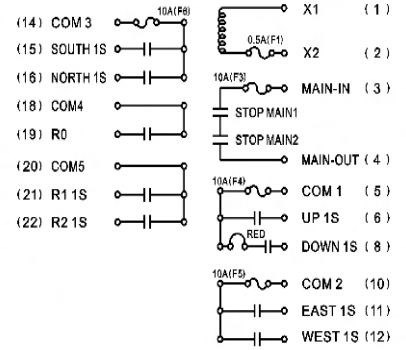 (14) COM 3
10A(F6)
(15) SOUTH 1S
(16) NORTH 1S
(18) COM4
(19) R0
(20) COM5
(21) R1 1S
(22) R2 1S
X1 (1)
0.5A(F1)
X2 (2)
10A(F3)
MAIN-IN (3)
STOP MAIN1
STOP MAIN2
MAIN-OUT (4)
10A(F4)
COM 1 (5)
UP 1S (6)
RED
DOWN 1S (8)
10A(F5)
COM 2 (10)
EAST 1S (11)
WEST 1S (12)